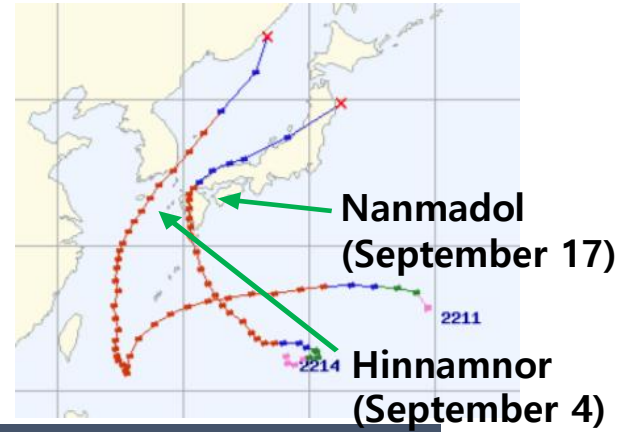 Nanmadol
(September 17)
2211
2214
Hinnamnor
(September 4)